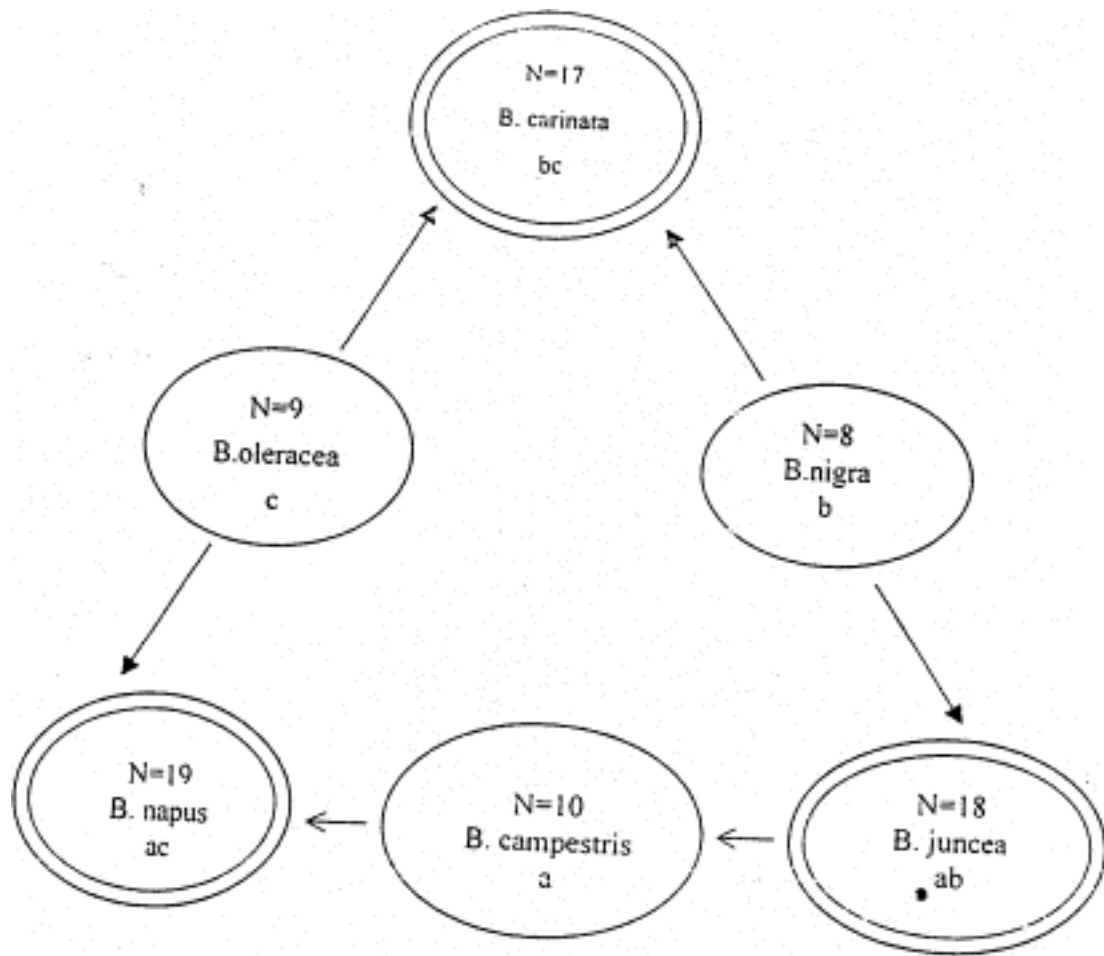 N=17
B. carinata
bc
N=9
B.oleracea
c
N=8
B.nigra
b
N=19
B. napus
ac
N=10
B. campestris
a
N=18
B. juncea
ab